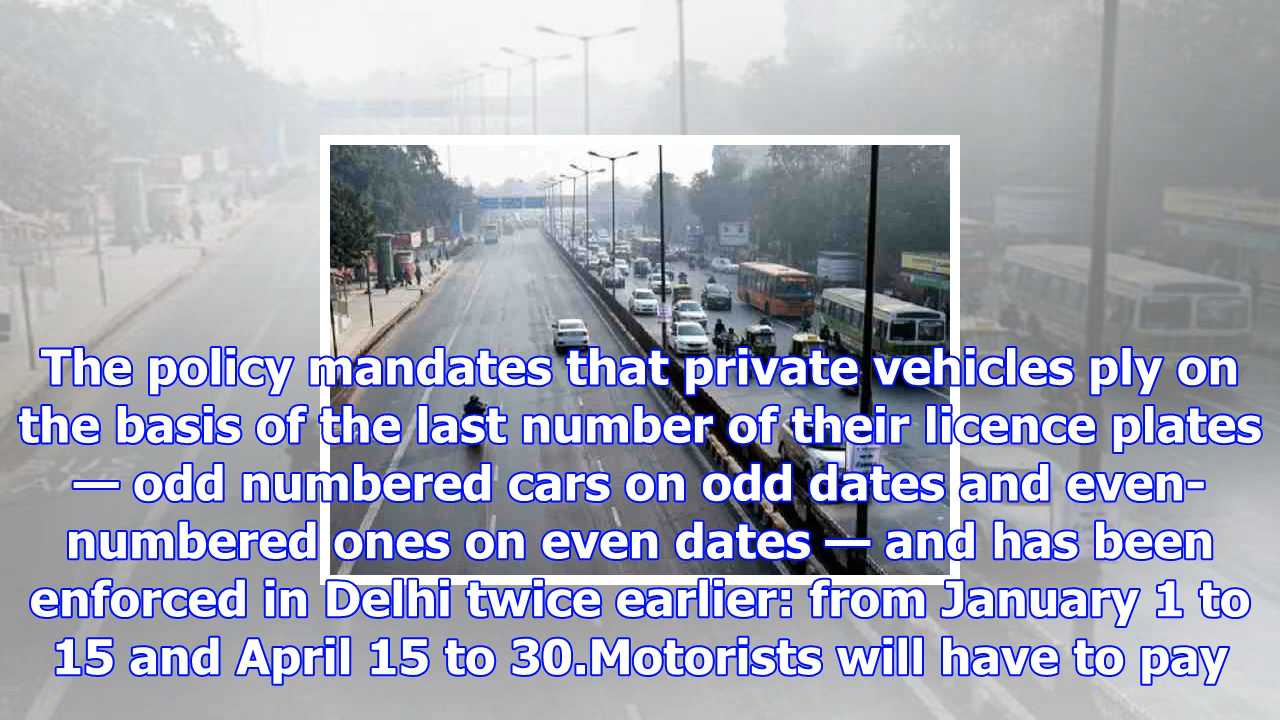 The policy mandates that private vehicles ply on
the basis of the last number of their licence plates
— odd numbered cars on odd dates and even-
numbered ones on even dates — and has been
enforced in Delhi twice earlier: from January 1 to
15 and April 15 to 30.Motorists will have to pay